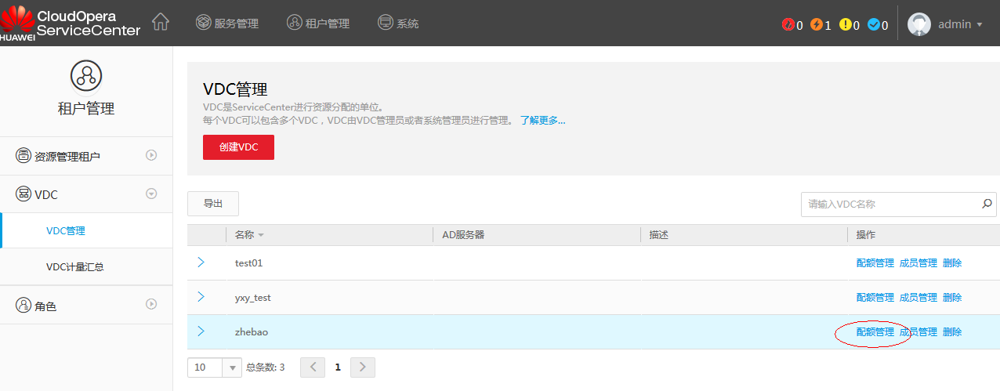 HUAWEI CloudOpera ServiceCenter
服务管理 租户管理 系统 0 1 0 0 admin
租户管理
资源管理租户
VDC
VDC管理
VDC计量汇总
角色
VDC管理
VDC是ServiceCenter进行资源分配的单位。
每个VDC可以包含多个VDC，VDC由VDC管理员或者系统管理员进行管理。 了解更多...
创建VDC
导出 请输入VDC名称
名称 AD服务器 描述 操作
test01 配额管理 成员管理 删除
yxy_test 配额管理 成员管理 删除
zhebao 配额管理 成员管理 删除
10 总条数: 3 1